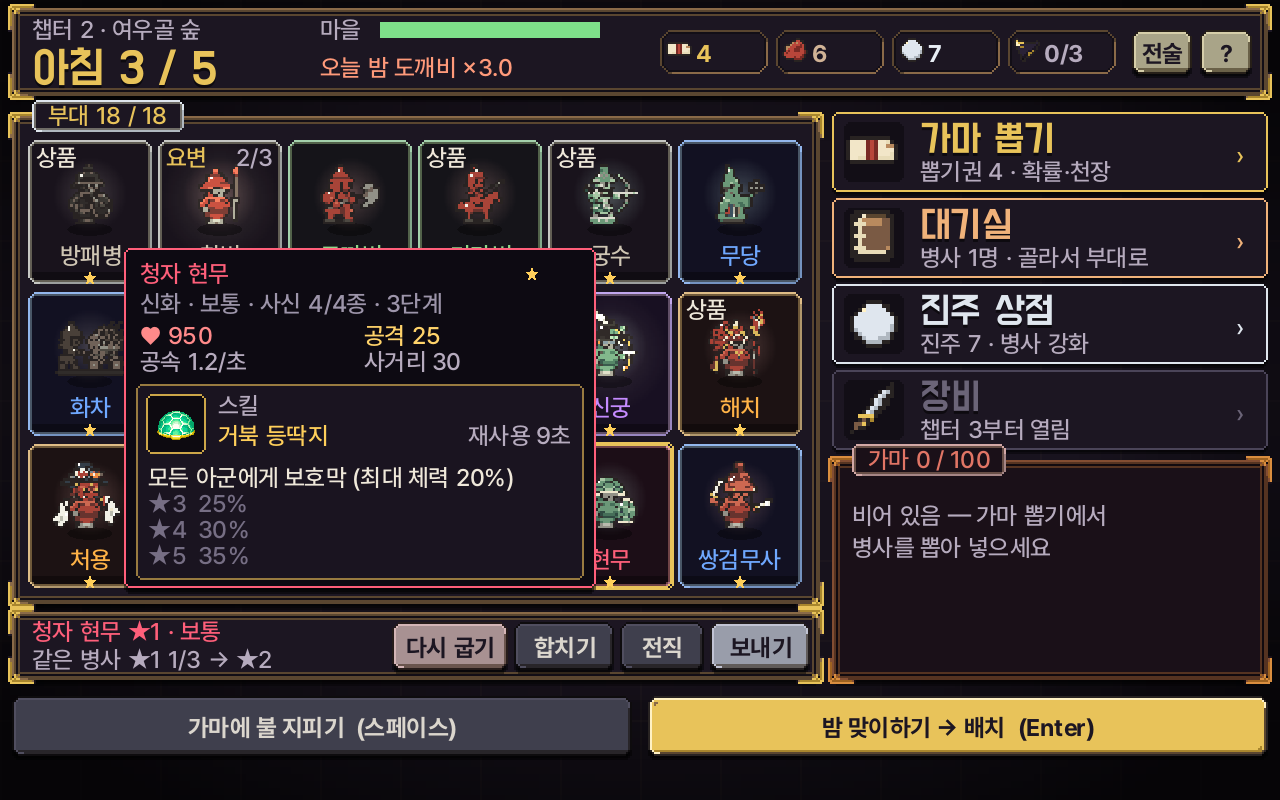 챕터 2 · 여우골 숲
아침 3 / 5
마을
오늘 밤 도깨비 ×3.0
4
6
7
0/3
전술
?
부대 18 / 18
상품
요변 2/3
상품
상품
방패병
궁수
무당
화차
신궁
상품
해치
처용
현무
쌍검무사
청자 현무
신화 · 보통 · 사신 4/4종 · 3단계
950
공격 25
공속 1.2/초
사거리 30
스킬
거북 등딱지
재사용 9초
모든 아군에게 보호막 (최대 체력 20%)
★3 25%
★4 30%
★5 35%
청자 현무 ★1 · 보통
같은 병사 ★1 1/3 → ★2
다시 굽기
합치기
전직
보내기
가마 뽑기
뽑기권 4 · 확률·천장
›
대기실
병사 1명 · 골라서 부대로
›
진주 상점
진주 7 · 병사 강화
›
장비
챕터 3부터 열림
›
가마 0 / 100
비어 있음 — 가마 뽑기에서
병사를 뽑아 넣으세요
가마에 불 지피기 (스페이스)
밤 맞이하기 → 배치 (Enter)